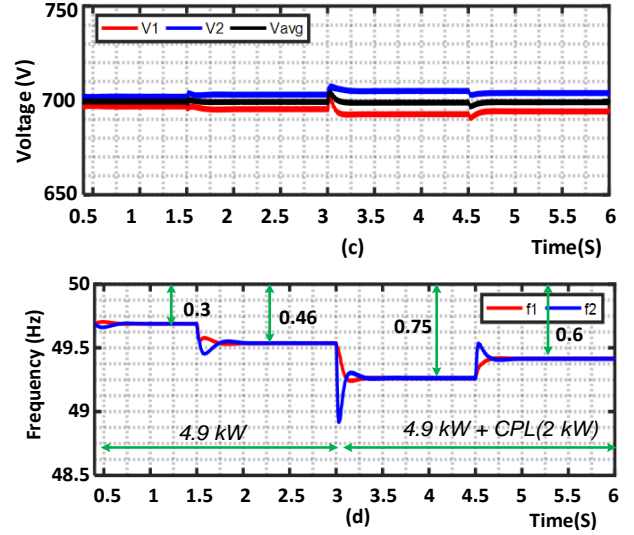 750
V1 V2 Vavg
700
650
Voltage (V)
0.5 1 1.5 2 2.5 3 3.5 4 4.5 5 5.5 6
(c) Time(S)
50
f1 f2
0.3
0.46
0.75
0.6
49.5
49
48.5
Frequency (Hz)
4.9 kW
4.9 kW + CPL(2 kW)
0.5 1 1.5 2 2.5 3 3.5 4 4.5 5 5.5 6
(d) Time(S)